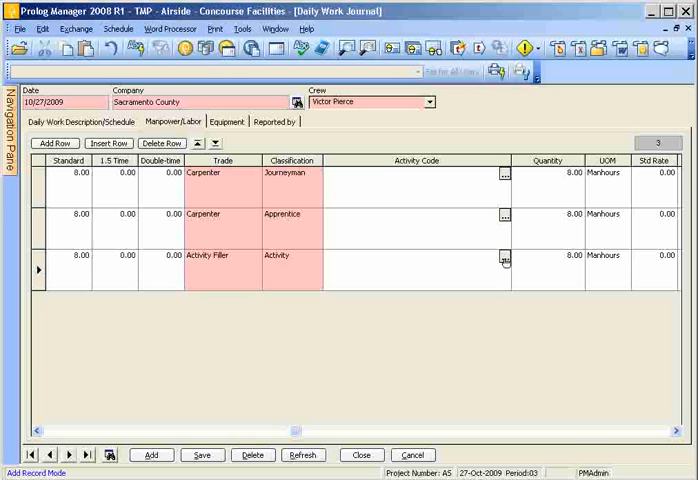 Prolog Manager 2008 R1 - TMP - Airside - Concourse Facilities - [Daily Work Journal]
File Edit Exchange Schedule Word Processor Print Tools Window Help
Date Company Crew
10/27/2009 Sacramento County Victor Pierce
Navigation Pane
Daily Work Description/Schedule Manpower/Labor Equipment Reported by
Add Row Insert Row Delete Row 3
Standard 1.5 Time Double-time Trade Classification Activity Code Quantity UOM Std Rate
8.00 0.00 0.00 Carpenter Journeyman ... 8.00 Manhours 0.00
8.00 0.00 0.00 Carpenter Apprentice ... 8.00 Manhours 0.00
8.00 0.00 0.00 Activity Filler Activity ... 8.00 Manhours 0.00
Add Save Delete Refresh Close Cancel
Add Record Mode Project Number: A5 27-Oct-2009 Period:03 PMAdmin